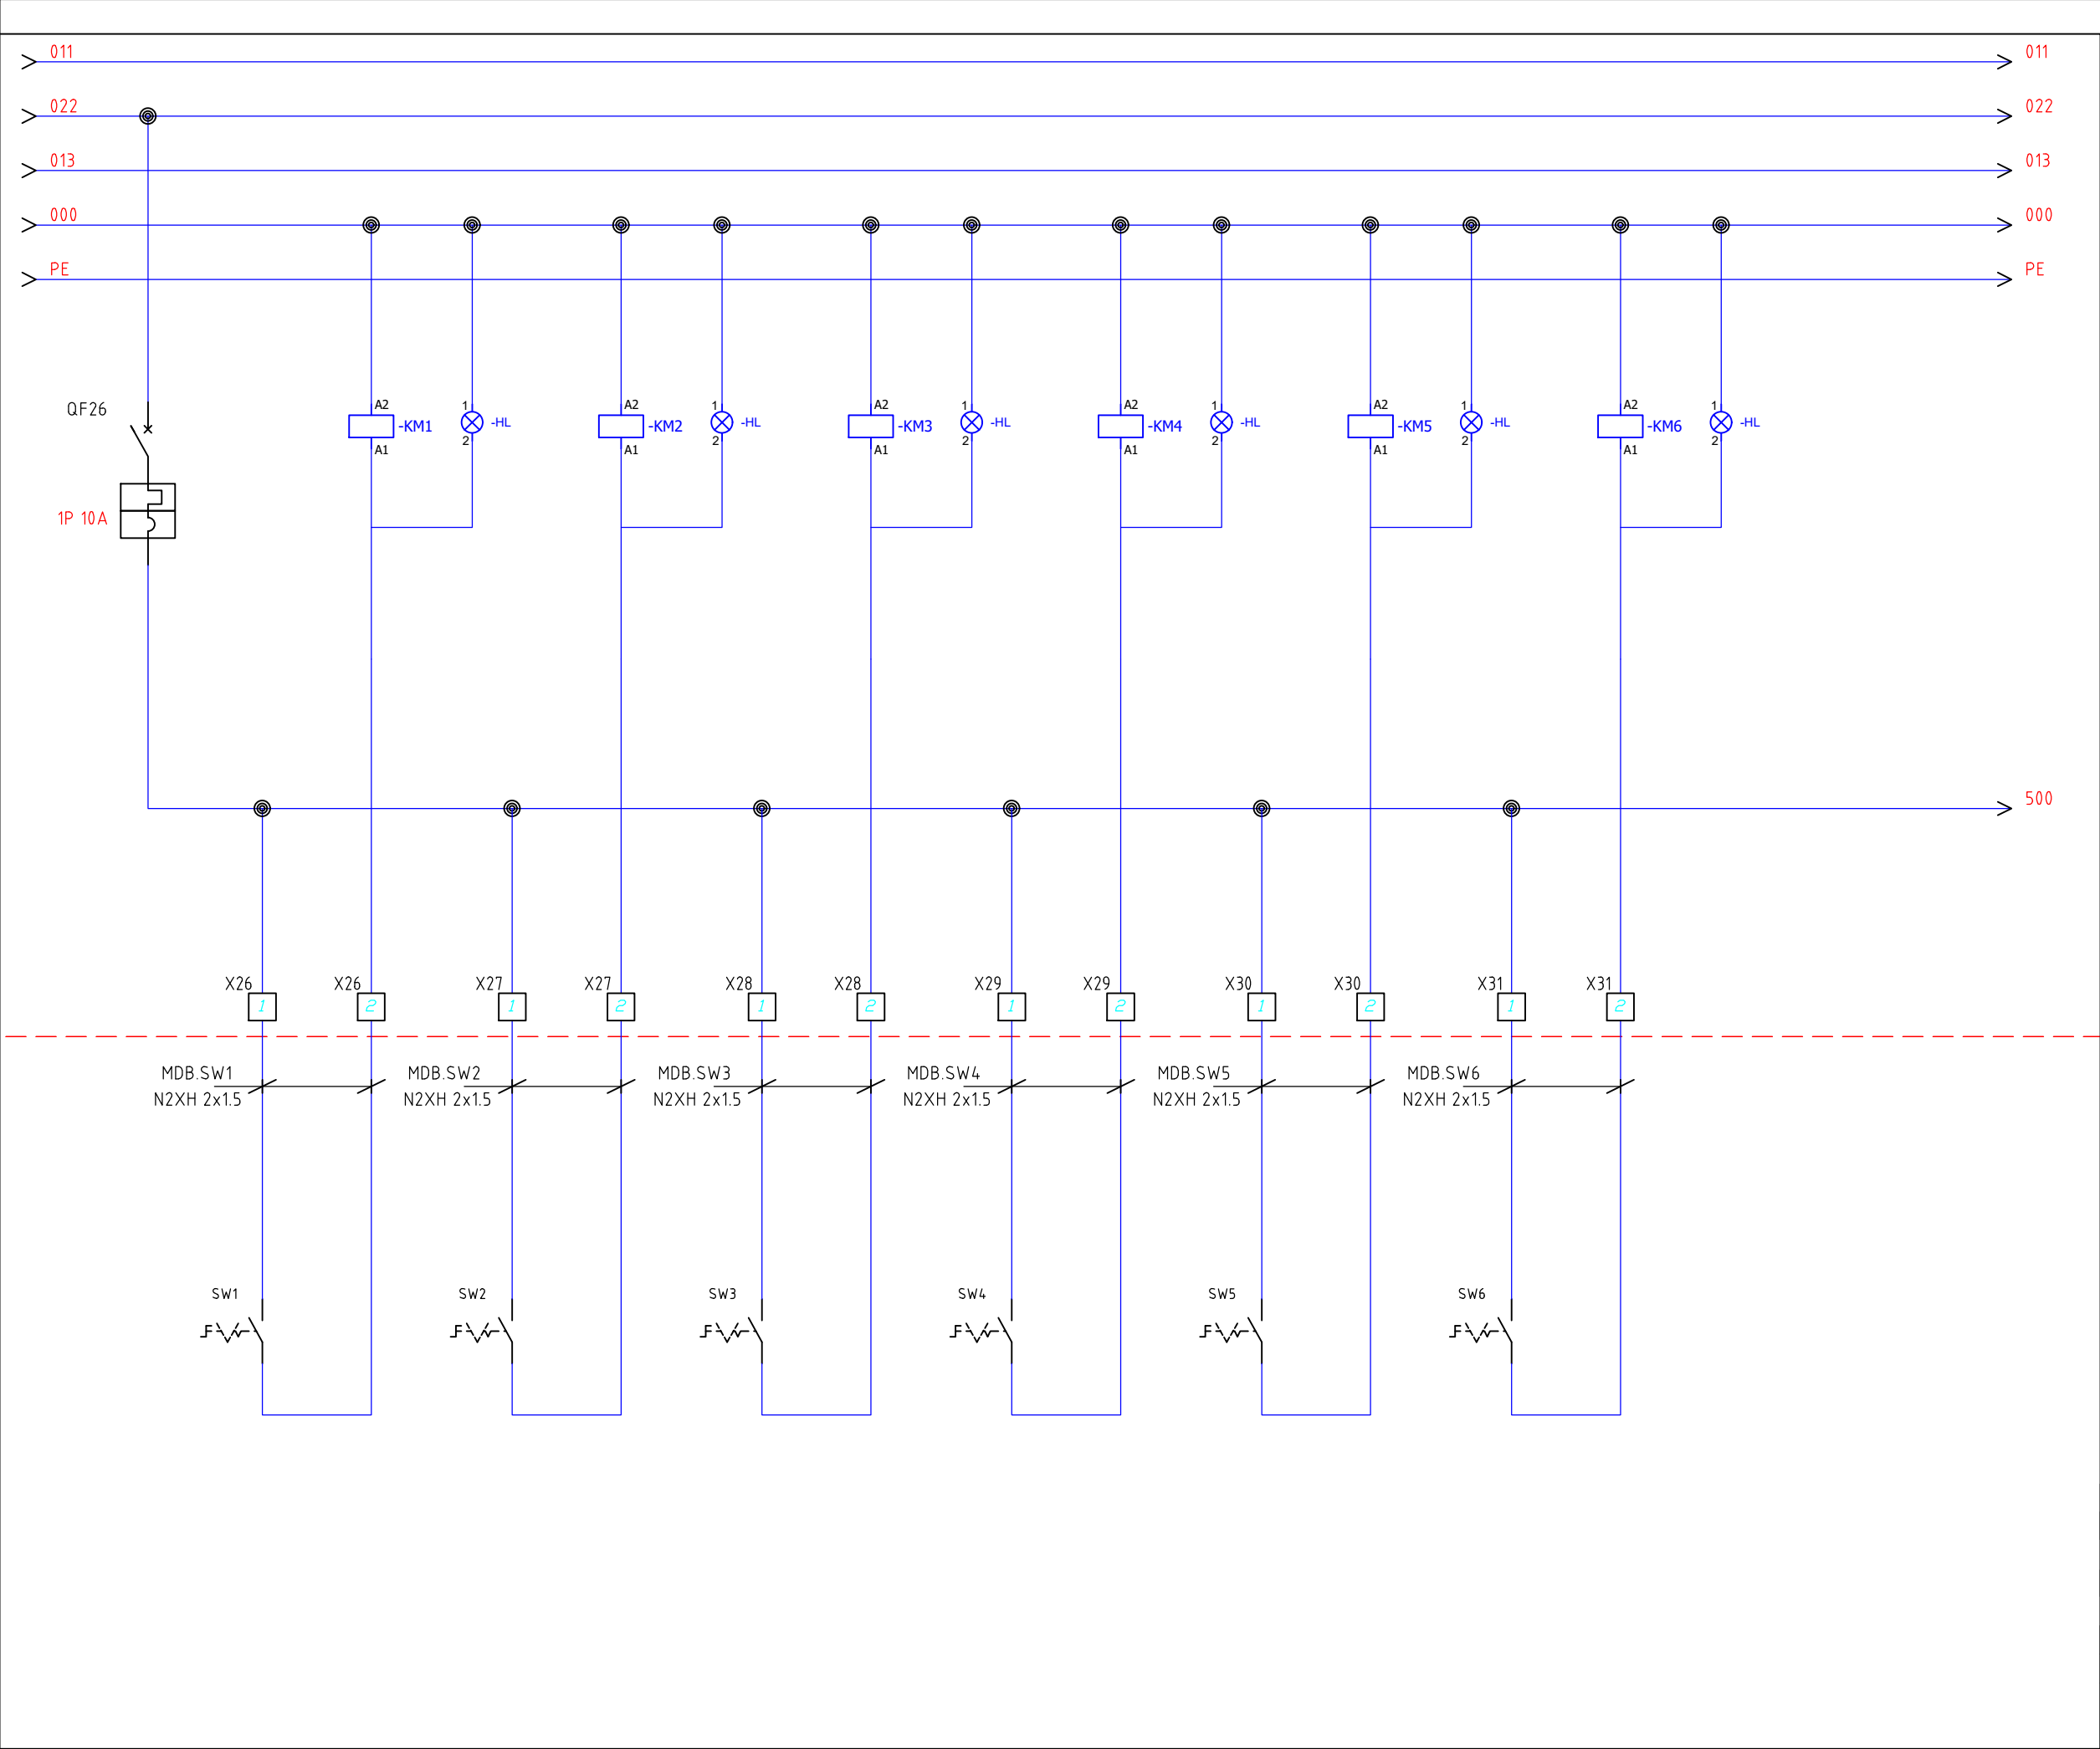 011 011
022 022
013 013
000 000
PE PE
QF26
1P 10A
A2 A2 A2 A2 A2 A2
1 1 1 1 1 1
-KM1 -HL -KM2 -HL -KM3 -HL -KM4 -HL -KM5 -HL -KM6 -HL
2 2 2 2 2 2
A1 A1 A1 A1 A1 A1
500
X26 X26 X27 X27 X28 X28 X29 X29 X30 X30 X31 X31
1 2 1 2 1 2 1 2 1 2 1 2
MDB.SW1 MDB.SW2 MDB.SW3 MDB.SW4 MDB.SW5 MDB.SW6
N2XH 2x1.5 N2XH 2x1.5 N2XH 2x1.5 N2XH 2x1.5 N2XH 2x1.5 N2XH 2x1.5
SW1 SW2 SW3 SW4 SW5 SW6